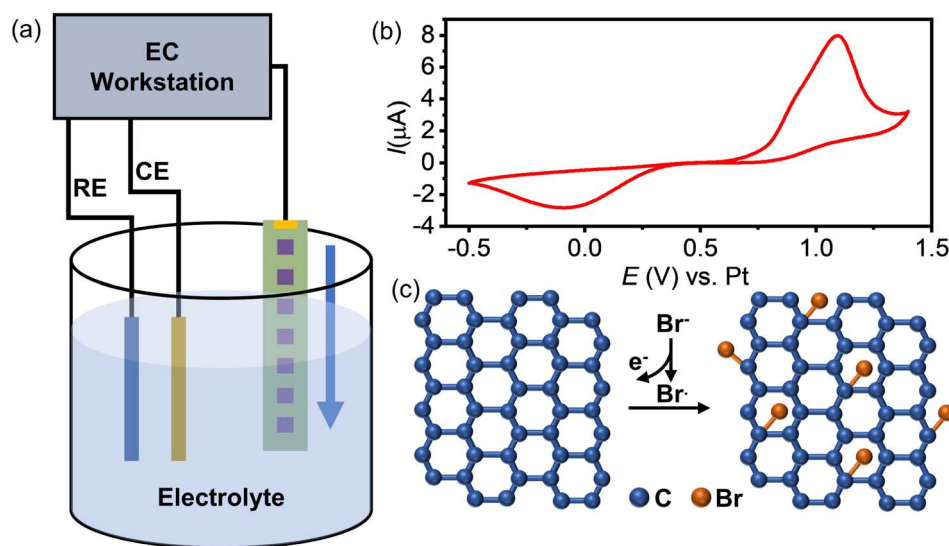 (a)
EC
Workstation
RE
CE
Electrolyte
(b)
I(μA)
8
6
4
2
0
-2
-4
-0.5
0.0
0.5
1.0
1.5
E (V) vs. Pt
(c)
Br-
e-
Br·
C
Br